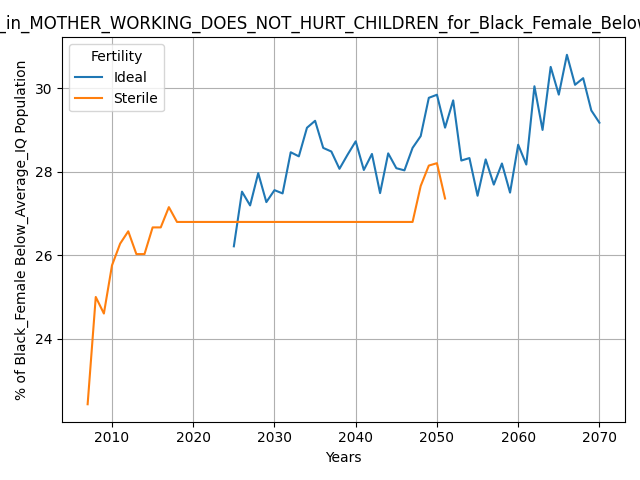 _in_MOTHER_WORKING_DOES_NOT_HURT_CHILDREN_for_Black_Female_Below
Fertility
Ideal
Sterile
% of Black_Female Below_Average_IQ Population
30
28
26
24
2010 2020 2030 2040 2050 2060 2070
Years